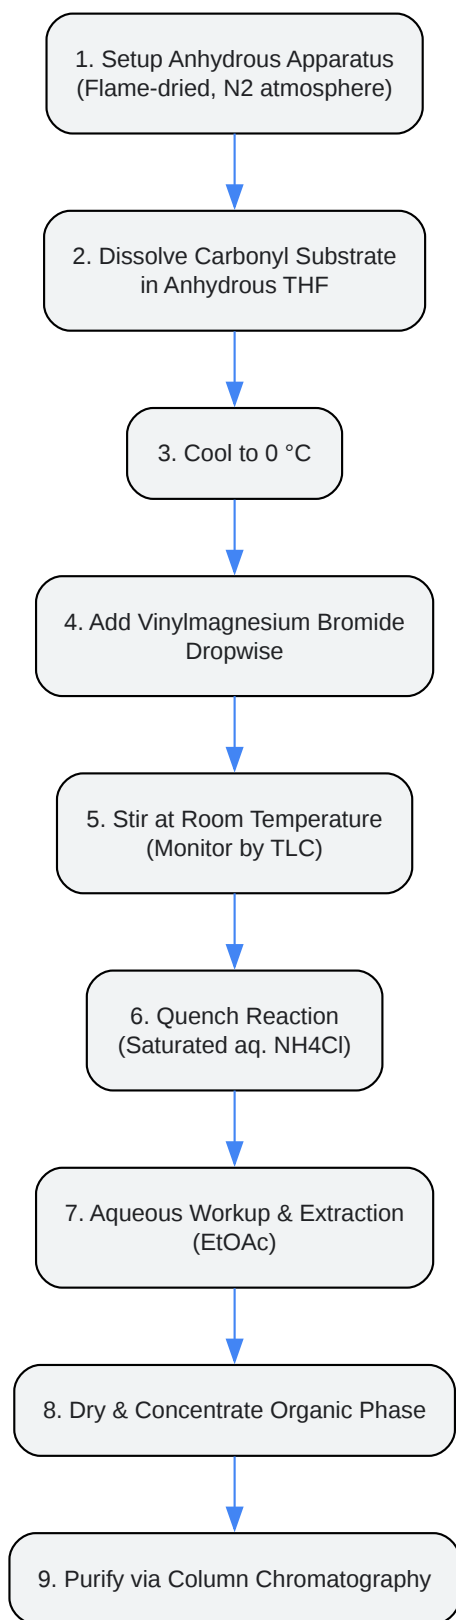 1. Setup Anhydrous Apparatus
(Flame-dried, N2 atmosphere)
2. Dissolve Carbonyl Substrate
in Anhydrous THF
3. Cool to 0 °C
4. Add Vinylmagnesium Bromide
Dropwise
5. Stir at Room Temperature
(Monitor by TLC)
6. Quench Reaction
(Saturated aq. NH4Cl)
7. Aqueous Workup & Extraction
(EtOAc)
8. Dry & Concentrate Organic Phase
9. Purify via Column Chromatography